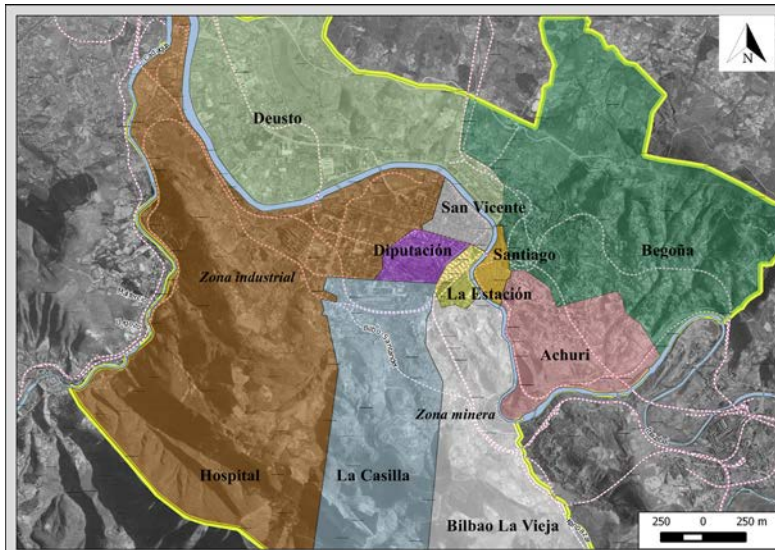 N
Deusto
San Vicente
Diputación
Santiago
Begoña
Zona industrial
La Estación
Achuri
Zona minera
Hospital
La Casilla
Bilbao La Vieja
250 0 250 m